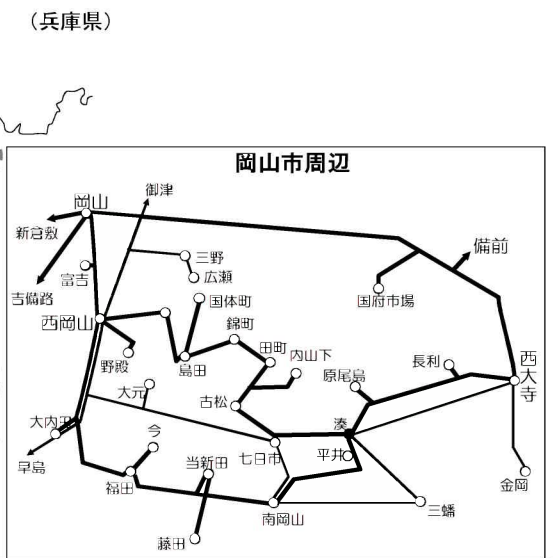 （兵庫県）
岡山市周辺
岡山
御津
新倉敷
備前
三野
富吉
広瀬
吉備路
国体町
国府市場
西岡山
錦町
田町
内山下
野殿
島田
長利
西大寺
大元
原尾島
古松
大内田
今
湊
七日市
平井
早島
当新田
福田
金岡
南岡山
三蟠
藤田